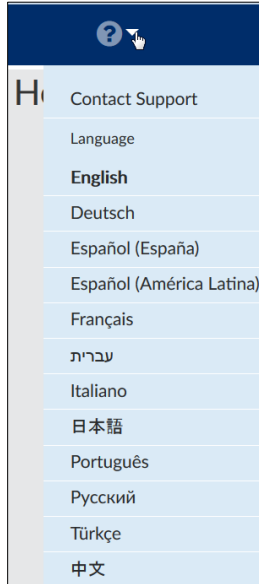 ?
H
Contact Support
Language
English
Deutsch
Español (España)
Español (América Latina)
Français
עברית
Italiano
日本語
Português
Русский
Türkçe
中文